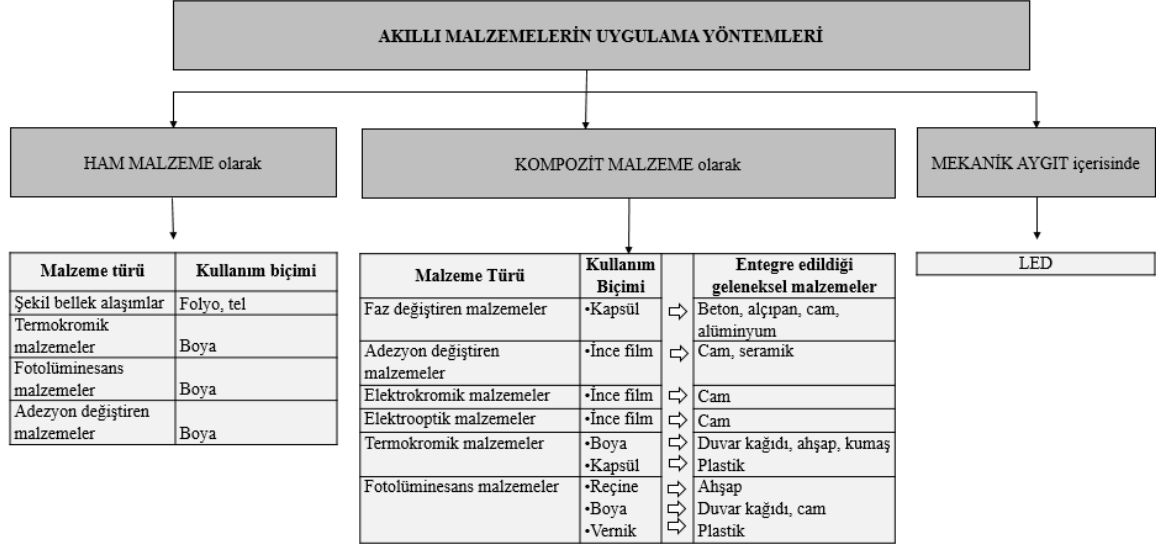 AKILLI MALZEMELERİN UYGULAMA YÖNTEMLERİ
HAM MALZEME olarak
KOMPOZİT MALZEME olarak
MEKANİK AYGIT içerisinde
Malzeme türü Kullanım biçimi
Şekil bellek alaşımlar Folyo, tel
Termokromik
malzemeler Boya
Fotolüminesans
malzemeler Boya
Adezyon değiştiren
malzemeler Boya
Malzeme Türü Kullanım Biçimi Entegre edildiği
geleneksel malzemeler
Faz değiştiren malzemeler •Kapsül ⇨ Beton, alçıpan, cam,
alüminyum
Adezyon değiştiren •İnce film ⇨ Cam, seramik
malzemeler
Elektrokromik malzemeler •İnce film ⇨ Cam
Elektrooptik malzemeler •İnce film ⇨ Cam
Termokromik malzemeler •Boya ⇨ Duvar kağıdı, ahşap, kumaş
•Kapsül ⇨ Plastik
Fotolüminesans malzemeler •Reçine ⇨ Ahşap
•Boya ⇨ Duvar kağıdı, cam
•Vernik ⇨ Plastik
LED